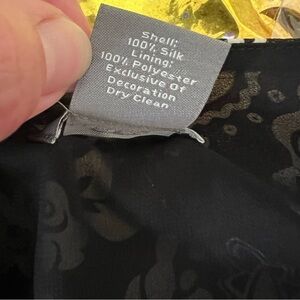 Shell:
100% Silk
Lining:
100% Polyester
Exclusive Of
Decoration
Dry Clean